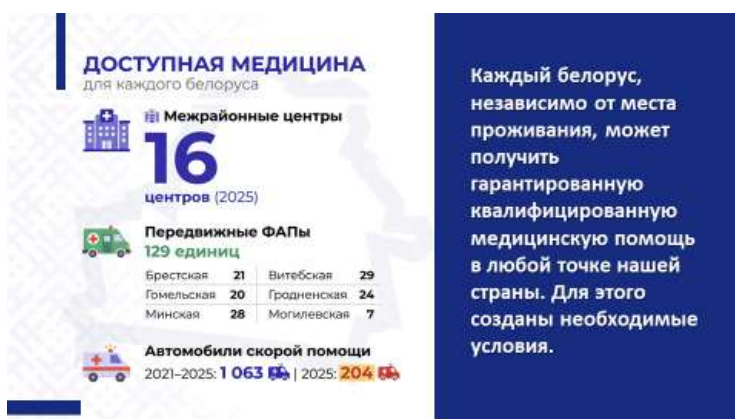 ДОСТУПНАЯ МЕДИЦИНА
для каждого белоруса
Межрайонные центры
16
центров (2025)
Передвижные ФАПы
129 единиц
Брестская 21 Витебская 29
Гомельская 20 Гродненская 24
Минская 28 Могилевская 7
Автомобили скорой помощи
2021–2025: 1 063 | 2025: 204
Каждый белорус,
независимо от места
проживания, может
получить
гарантированную
квалифицированную
медицинскую помощь
в любой точке нашей
страны. Для этого
созданы необходимые
условия.